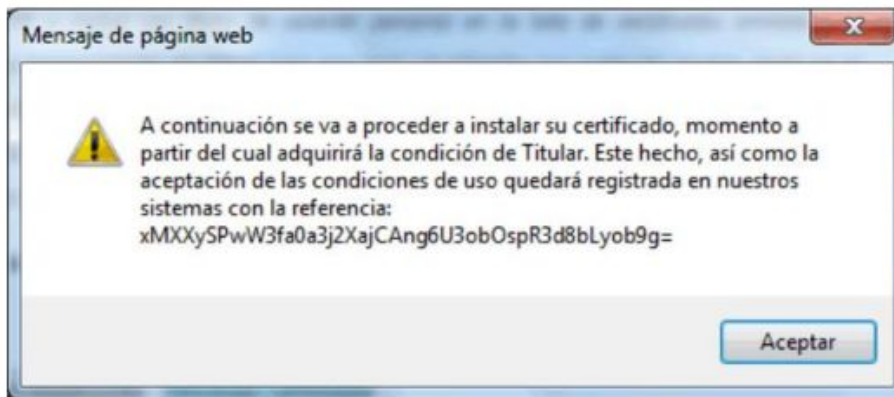 Mensaje de página web
A continuación se va a proceder a instalar su certificado, momento a
partir del cual adquirirá la condición de Titular. Este hecho, así como la
aceptación de las condiciones de uso quedará registrada en nuestros
sistemas con la referencia:
xMXXySPwW3fa0a3j2XajCAng6U3obOspR3d8bLyob9g=
Aceptar